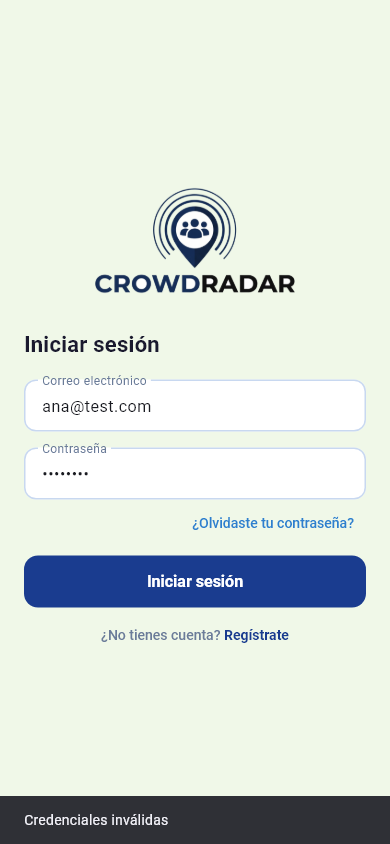 CROWDRADAR
Iniciar sesión
Correo electrónico
ana@test.com
Contraseña
••••••••
¿Olvidaste tu contraseña?
Iniciar sesión
¿No tienes cuenta? Regístrate
Credenciales inválidas